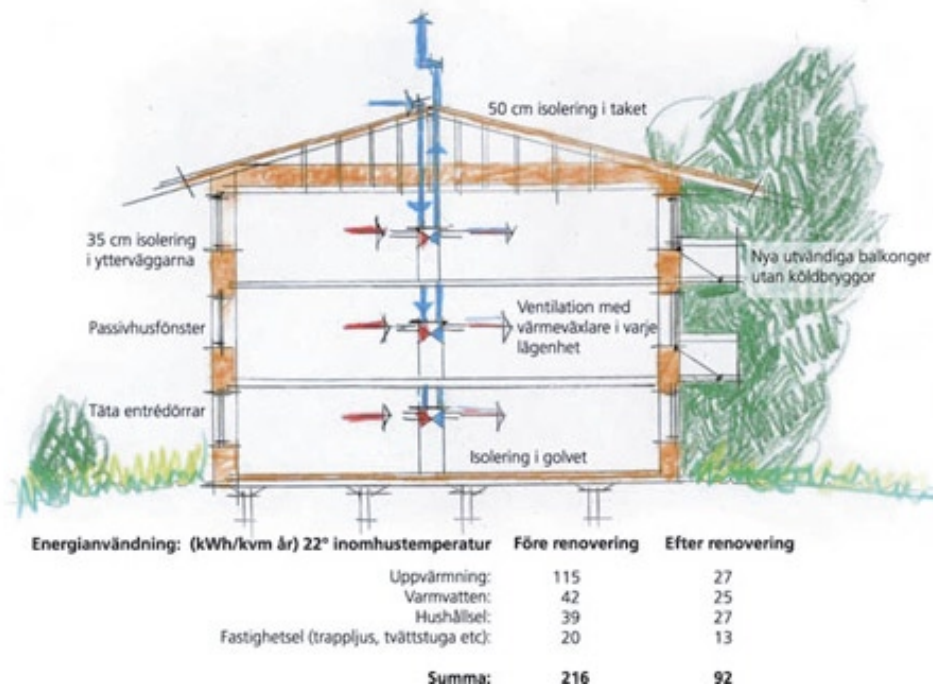 50 cm isolering i taket
35 cm isolering
i ytterväggarna
Nya utvändiga balkonger
utan köldbryggor
Passivhusfönster
Ventilation med
värmeväxlare i varje
lägenhet
Täta entrédörrar
Isolering i golvet
Energianvändning: (kWh/kvm år) 22° inomhustemperatur Före renovering Efter renovering
Uppvärmning: 115 27
Varmvatten: 42 25
Hushållsel: 39 27
Fastighetsel (trappljus, tvättstuga etc): 20 13
Summa: 216 92